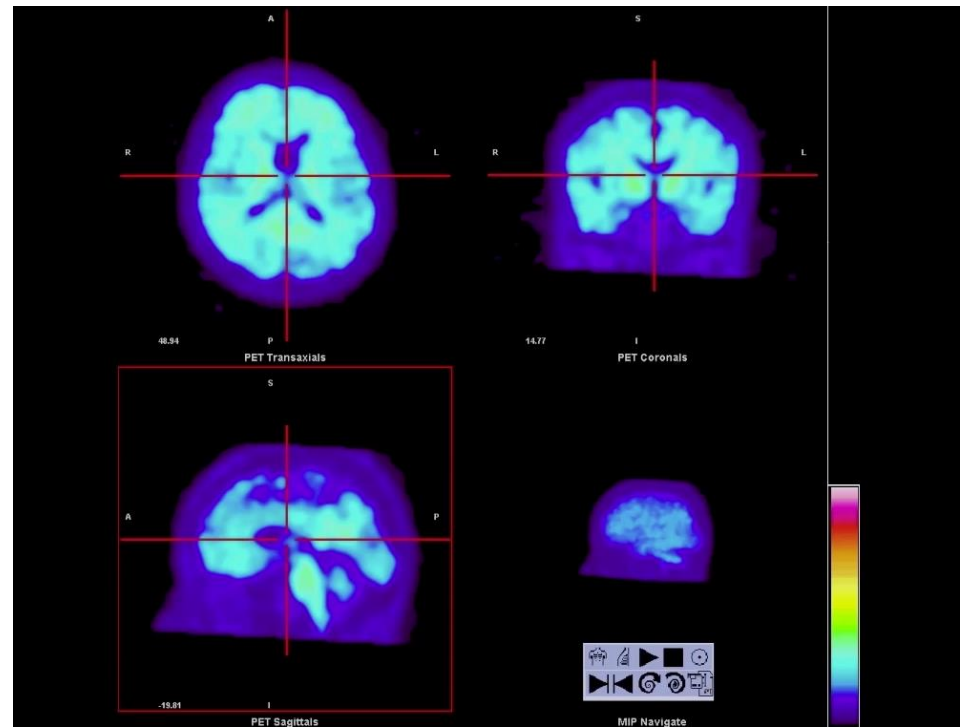 A
S
R
L
R
L
48.94
P
14.77
I
PET Transaxials
PET Coronals
S
A
P
-19.81
I
PET Sagittals
MIP Navigate